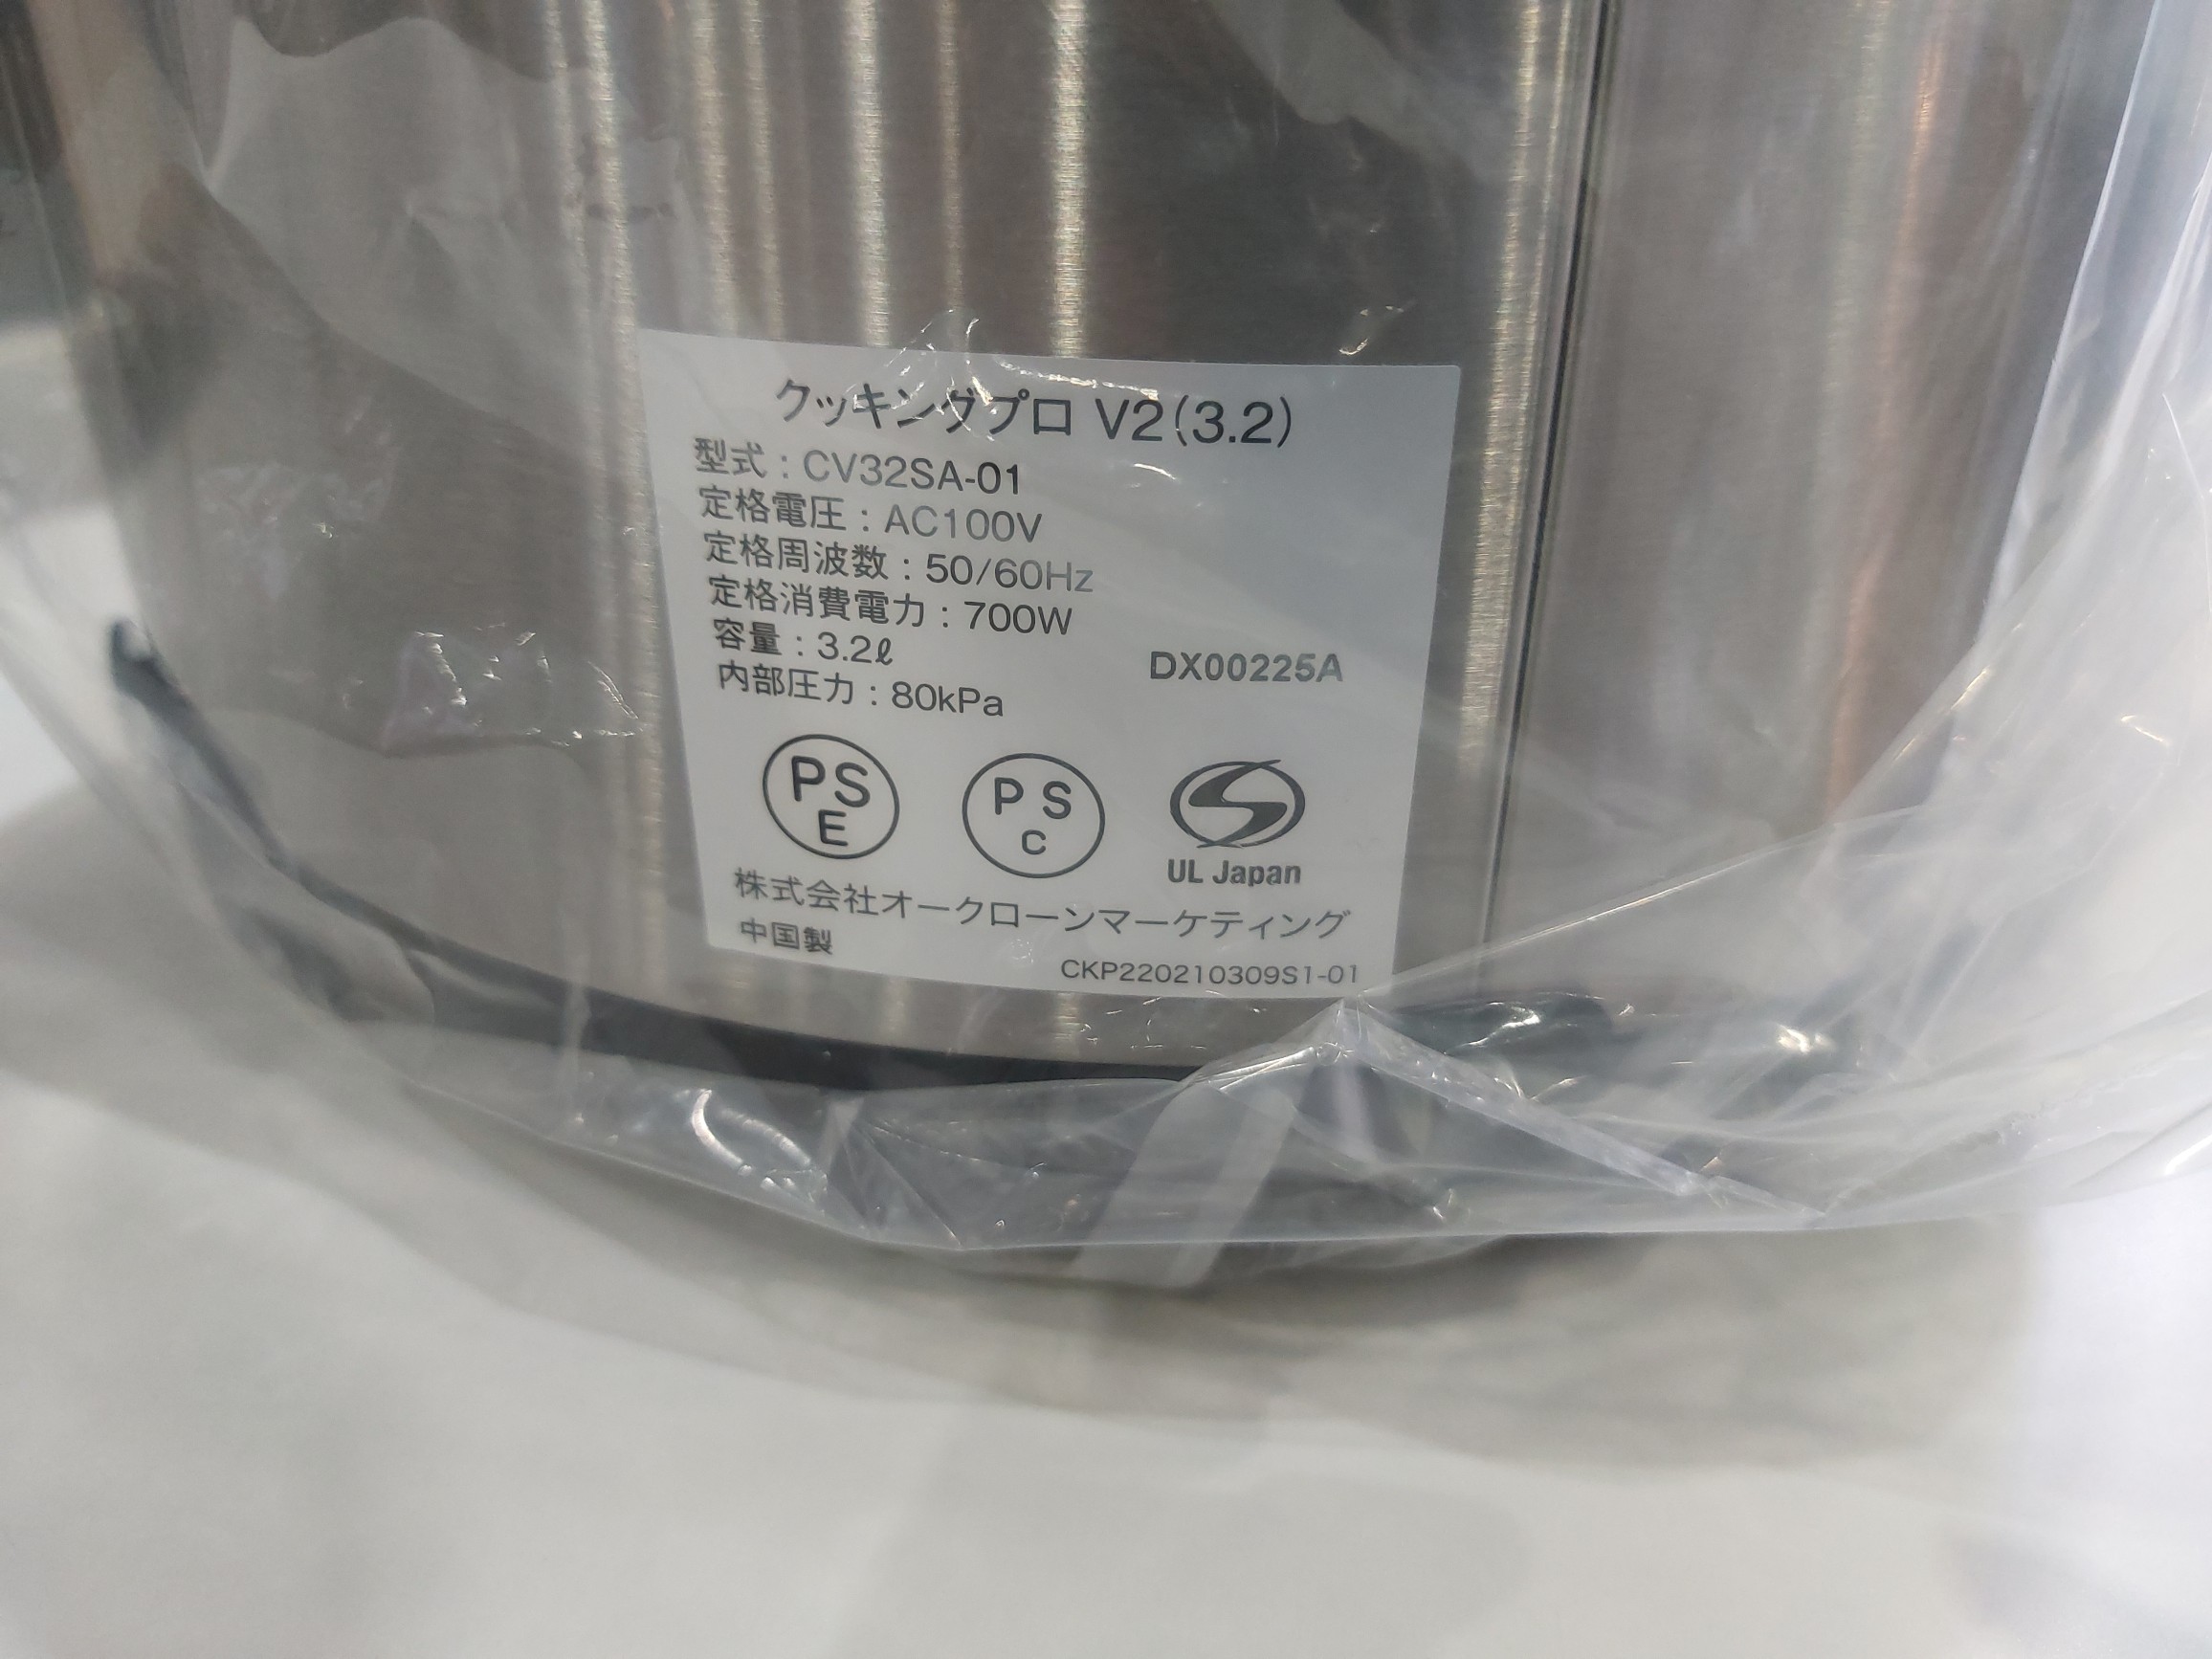 クッキングプロ V2(3.2)
型式：CV32SA-01
定格電圧：AC100V
定格周波数：50/60Hz
定格消費電力：700W
容量：3.2ℓ
DX00225A
内部圧力：80kPa
PS
E
PS
C
UL Japan
株式会社オークローンマーケティング
中国製
CKP220210309S1-01